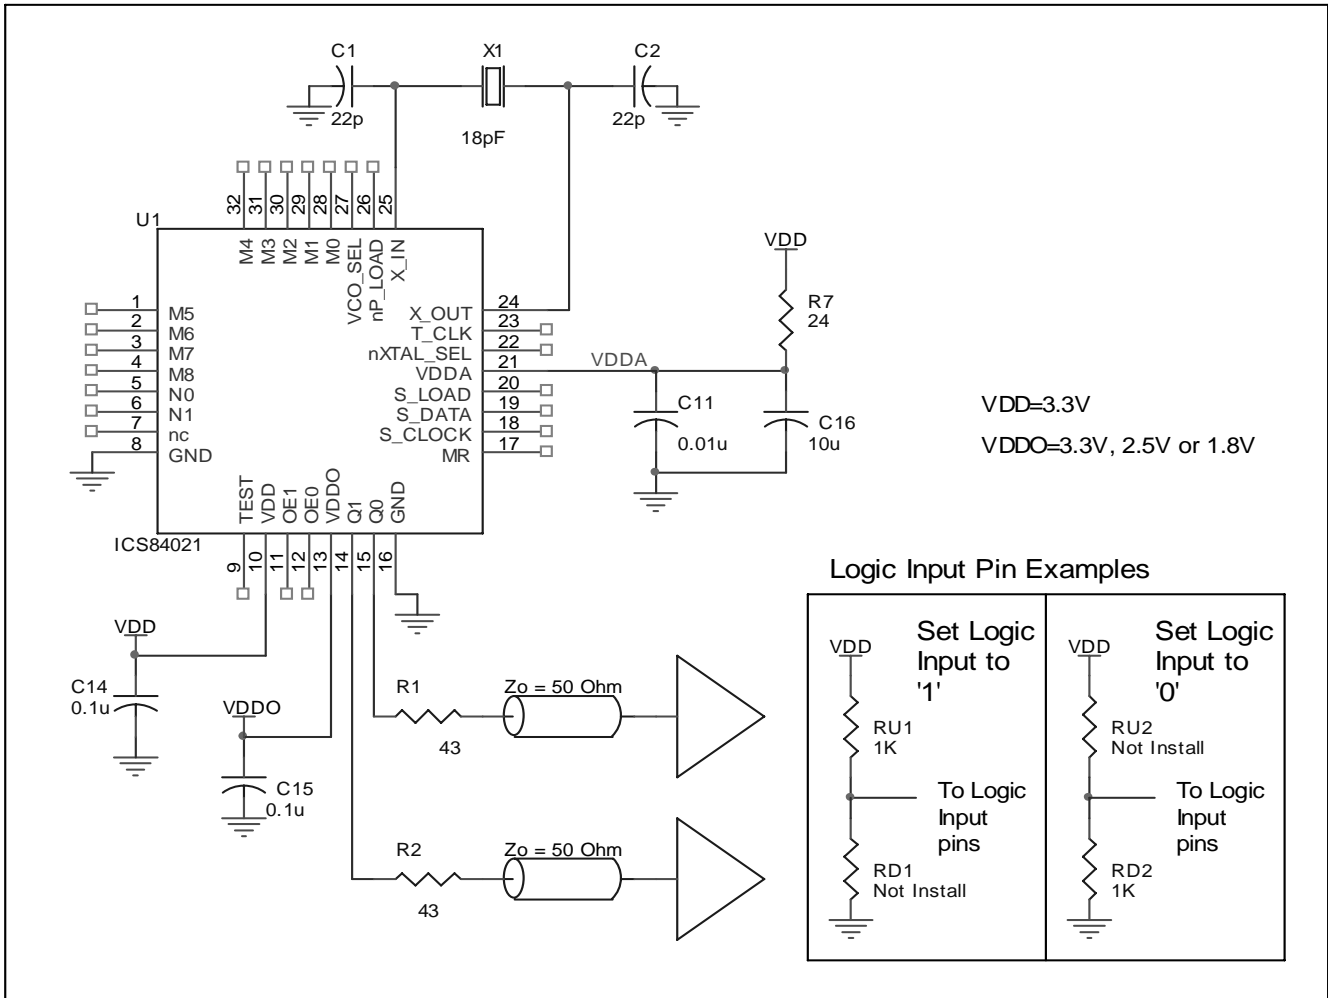 C1
X1
C2
22p
18pF
22p
32
31
30
29
28
27
26
25
U1
M4
M3
M2
M1
M0
VCO_SEL
nP_LOAD
X_IN
1
M5
2
M6
3
M7
4
M8
5
N0
6
N1
7
nc
8
GND
X_OUT
24
T_CLK
23
nXTAL_SEL
22
VDDA
21
S_LOAD
20
S_DATA
19
S_CLOCK
18
MR
17
VDDA
VDD
R7
24
C11
0.01u
C16
10u
VDD=3.3V
VDDO=3.3V, 2.5V or 1.8V
TEST
VDD
OE1
OE0
VDDO
Q1
Q0
GND
ICS84021
9
10
11
12
13
14
15
16
VDD
C14
0.1u
VDDO
C15
0.1u
R1
43
Zo = 50 Ohm
R2
43
Zo = 50 Ohm
Logic Input Pin Examples
VDD
Set Logic
Input to
'1'
RU1
1K
To Logic
Input
pins
RD1
Not Install
VDD
Set Logic
Input to
'0'
RU2
Not Install
To Logic
Input
pins
RD2
1K